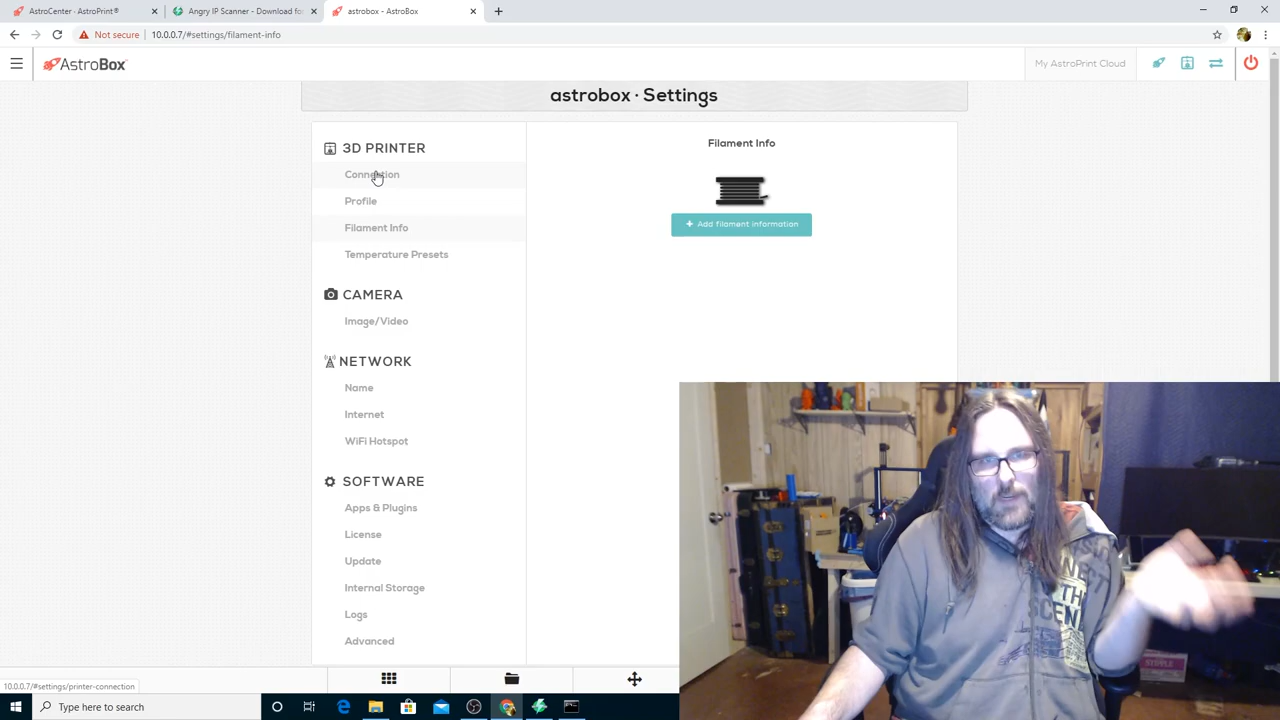 AstroCenter - AstroPrint®
Angry IP Scanner - Download fo
astrobox - AstroBox
Not secure
10.0.0.7/#settings/filament-info
AstroBox
My AstroPrint Cloud
astrobox · Settings
3D PRINTER
Connection
Profile
Filament Info
Temperature Presets
CAMERA
Image/Video
NETWORK
Name
Internet
WiFi Hotspot
SOFTWARE
Apps & Plugins
License
Update
Internal Storage
Logs
Advanced
Filament Info
+ Add filament information
10.0.0.7/#settings/printer-connection
Type here to search